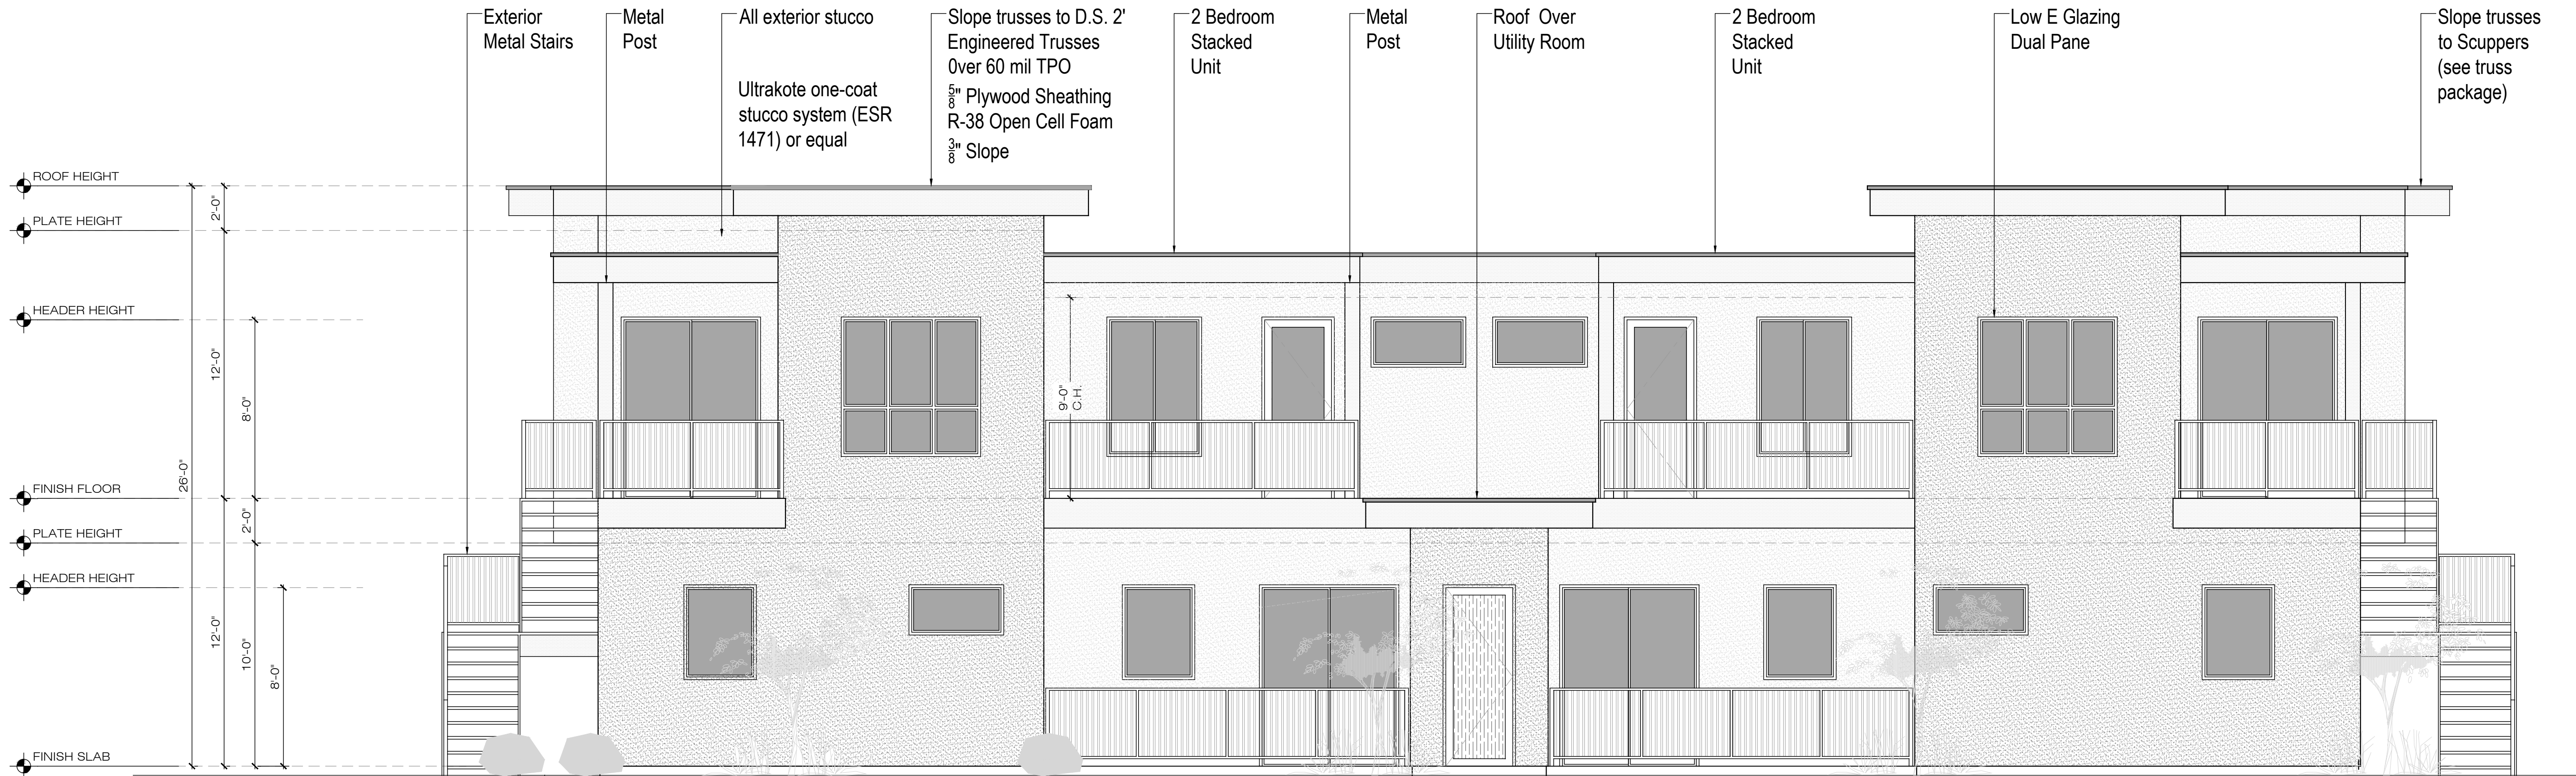 Exterior
Metal Stairs
Metal
Post
All exterior stucco
Ultrakote one-coat
stucco system (ESR
1471) or equal
Slope trusses to D.S. 2'
Engineered Trusses
0ver 60 mil TPO
5/8" Plywood Sheathing
R-38 Open Cell Foam
3/8" Slope
2 Bedroom
Stacked
Unit
Metal
Post
Roof Over
Utility Room
2 Bedroom
Stacked
Unit
Low E Glazing
Dual Pane
Slope trusses
to Scuppers
(see truss
package)
ROOF HEIGHT
PLATE HEIGHT
HEADER HEIGHT
FINISH FLOOR
PLATE HEIGHT
HEADER HEIGHT
FINISH SLAB
26'-0"
2'-0"
12'-0"
12'-0"
8'-0"
2'-0"
10'-0"
8'-0"
9'-0"
C.H.